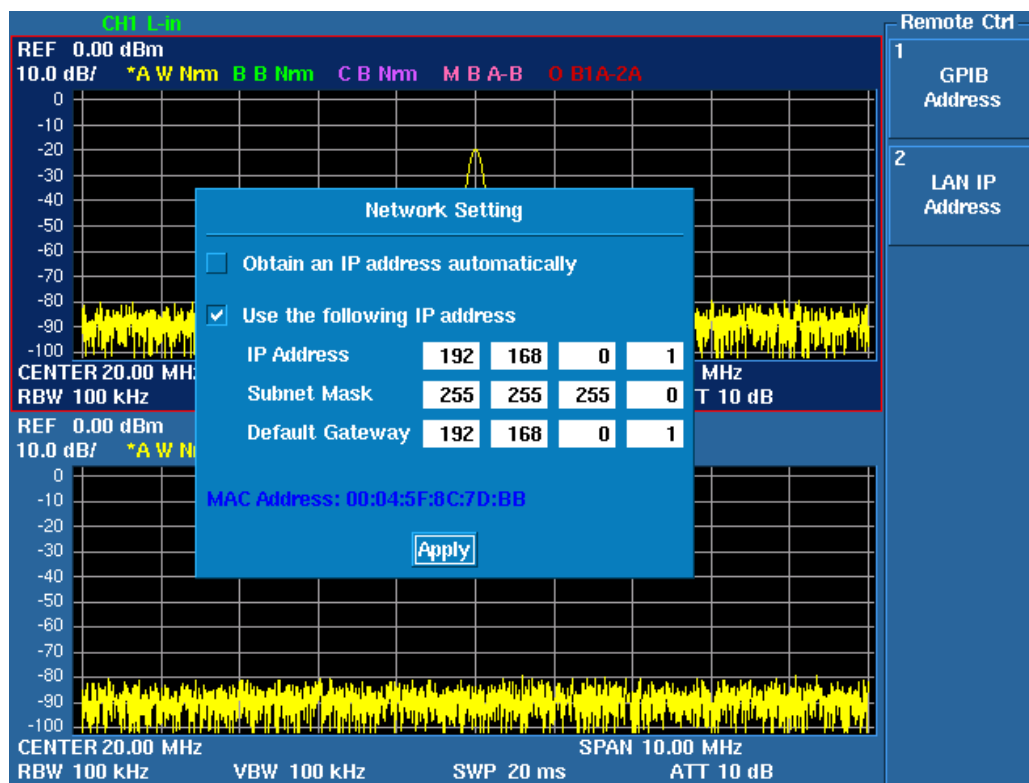 CH1 L-in
REF 0.00 dBm
10.0 dB/ *A W Nrm B B Nrm C B Nrm M B A-B O B1A-2A
0
-10
-20
-30
-40
-50
-60
-70
-80
-90
-100
CENTER 20.00 MHz
MHz
RBW 100 kHz
T 10 dB
Network Setting
Obtain an IP address automatically
Use the following IP address
IP Address 192 168 0 1
Subnet Mask 255 255 255 0
Default Gateway 192 168 0 1
MAC Address: 00:04:5F:8C:7D:BB
Apply
REF 0.00 dBm
10.0 dB/ *A W N
0
-10
-20
-30
-40
-50
-60
-70
-80
-90
-100
CENTER 20.00 MHz SPAN 10.00 MHz
RBW 100 kHz VBW 100 kHz SWP 20 ms ATT 10 dB
Remote Ctrl
1
GPIB
Address
2
LAN IP
Address